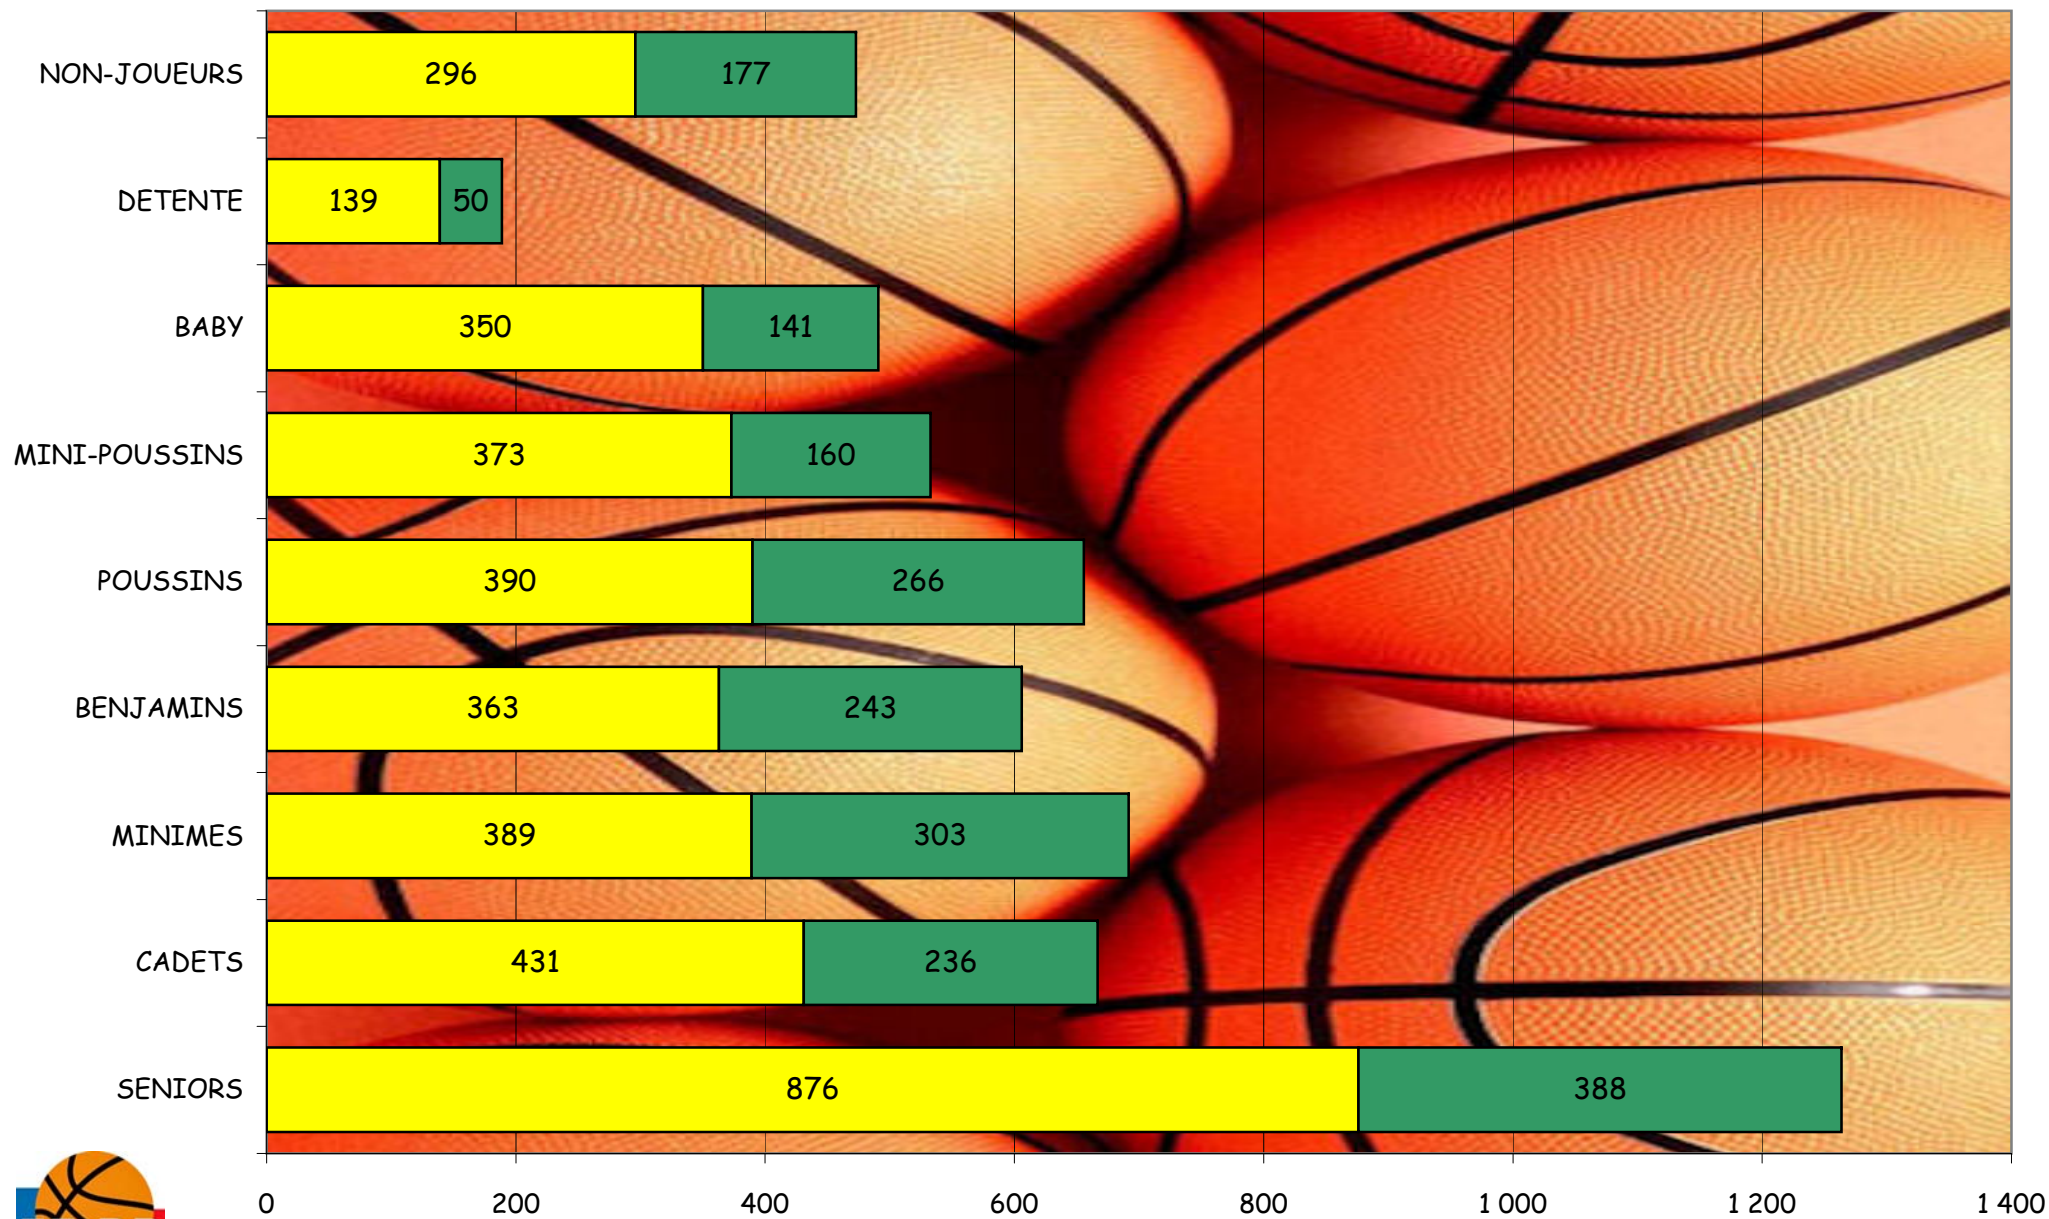 NON-JOUEURS 296 177
DETENTE 139 50
BABY 350 141
MINI-POUSSINS 373 160
POUSSINS 390 266
BENJAMINS 363 243
MINIMES 389 303
CADETS 431 236
SENIORS 876 388
0 200 400 600 800 1 000 1 200 1 400